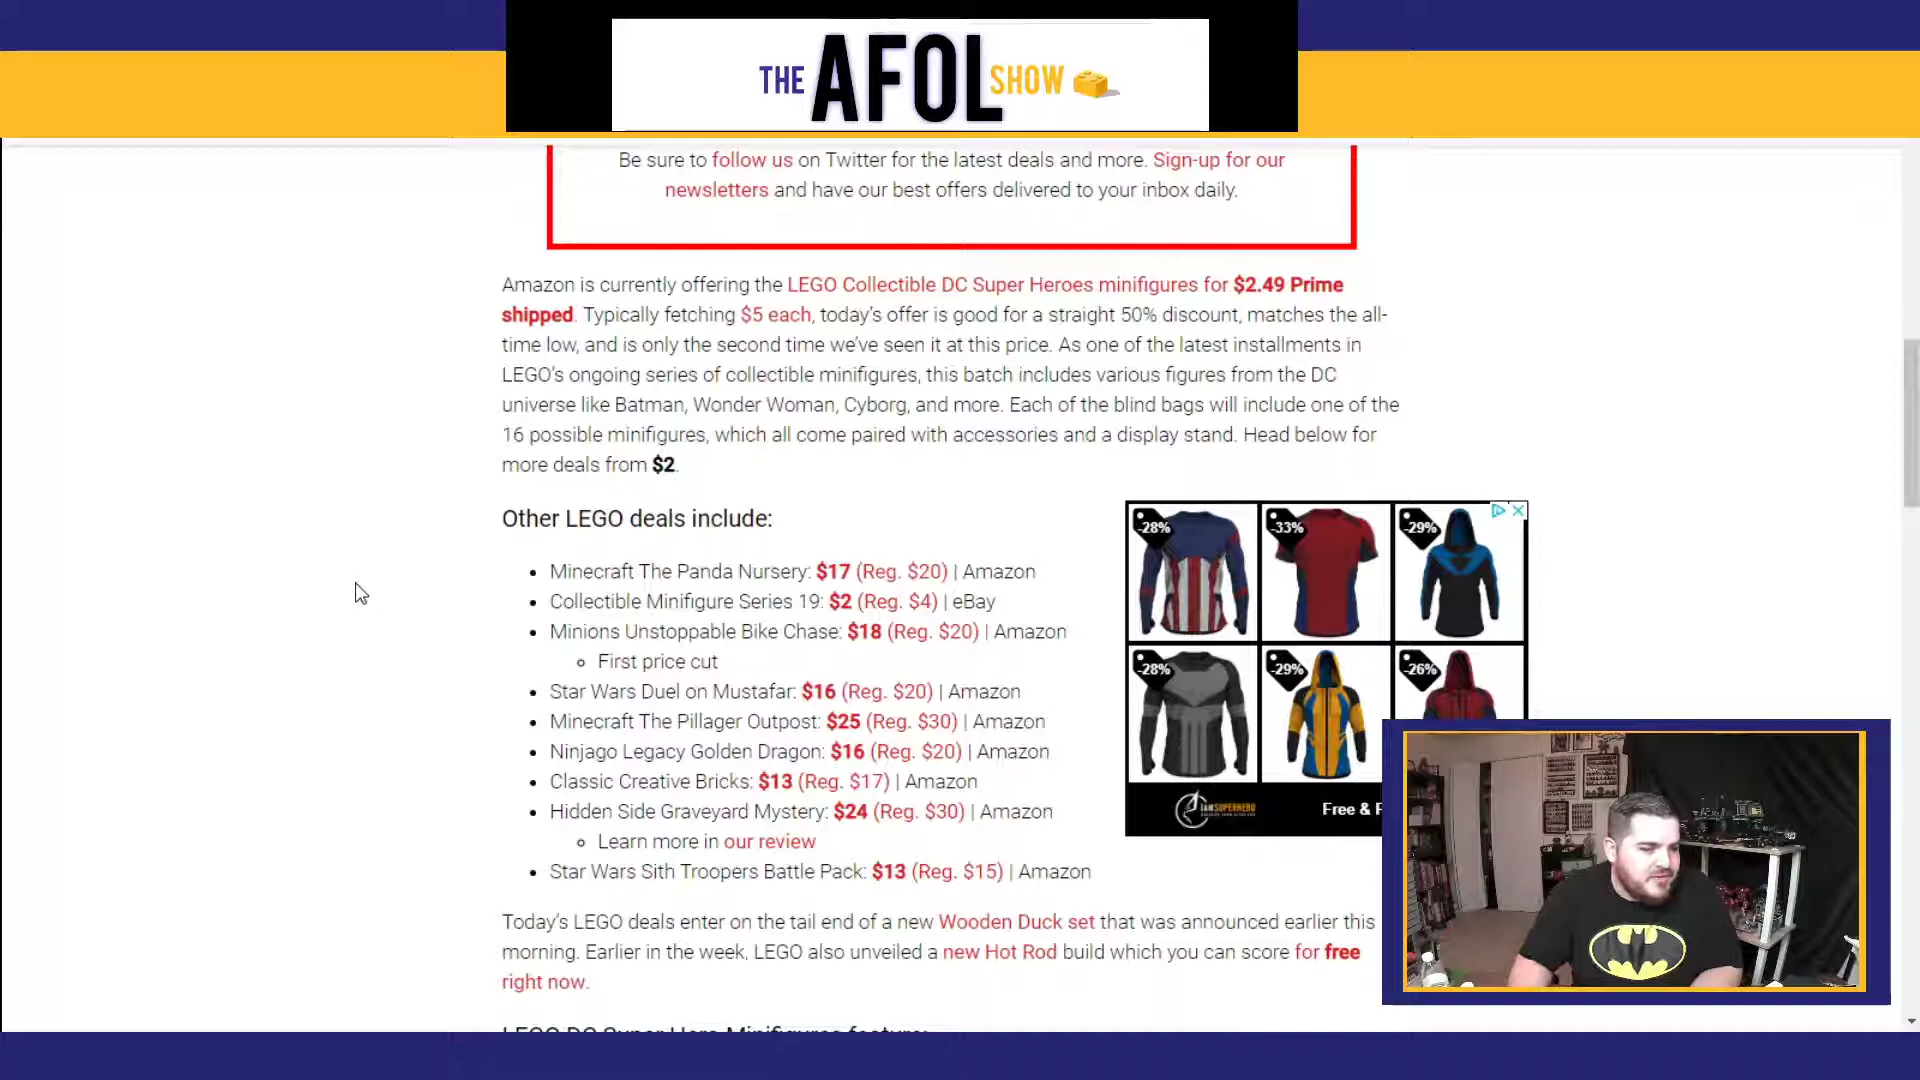 THE AFOL SHOW
Be sure to follow us on Twitter for the latest deals and more. Sign-up for our
newsletters and have our best offers delivered to your inbox daily.
Amazon is currently offering the LEGO Collectible DC Super Heroes minifigures for $2.49 Prime
shipped. Typically fetching $5 each, today's offer is good for a straight 50% discount, matches the all-
time low, and is only the second time we've seen it at this price. As one of the latest installments in
LEGO's ongoing series of collectible minifigures, this batch includes various figures from the DC
universe like Batman, Wonder Woman, Cyborg, and more. Each of the blind bags will include one of the
16 possible minifigures, which all come paired with accessories and a display stand. Head below for
more deals from $2.
Other LEGO deals include:
Minecraft The Panda Nursery: $17 (Reg. $20) | Amazon
Collectible Minifigure Series 19: $2 (Reg. $4) | eBay
Minions Unstoppable Bike Chase: $18 (Reg. $20) | Amazon
First price cut
Star Wars Duel on Mustafar: $16 (Reg. $20) | Amazon
Minecraft The Pillager Outpost: $25 (Reg. $30) | Amazon
Ninjago Legacy Golden Dragon: $16 (Reg. $20) | Amazon
Classic Creative Bricks: $13 (Reg. $17) | Amazon
Hidden Side Graveyard Mystery: $24 (Reg. $30) | Amazon
Learn more in our review
Star Wars Sith Troopers Battle Pack: $13 (Reg. $15) | Amazon
-28% -33% -29%
-28% -29% -26%
IAMSUPERHERO
Free &
Today's LEGO deals enter on the tail end of a new Wooden Duck set that was announced earlier this
morning. Earlier in the week, LEGO also unveiled a new Hot Rod build which you can score for free
right now.
LEGO DC Super Hero Minifigures feature: